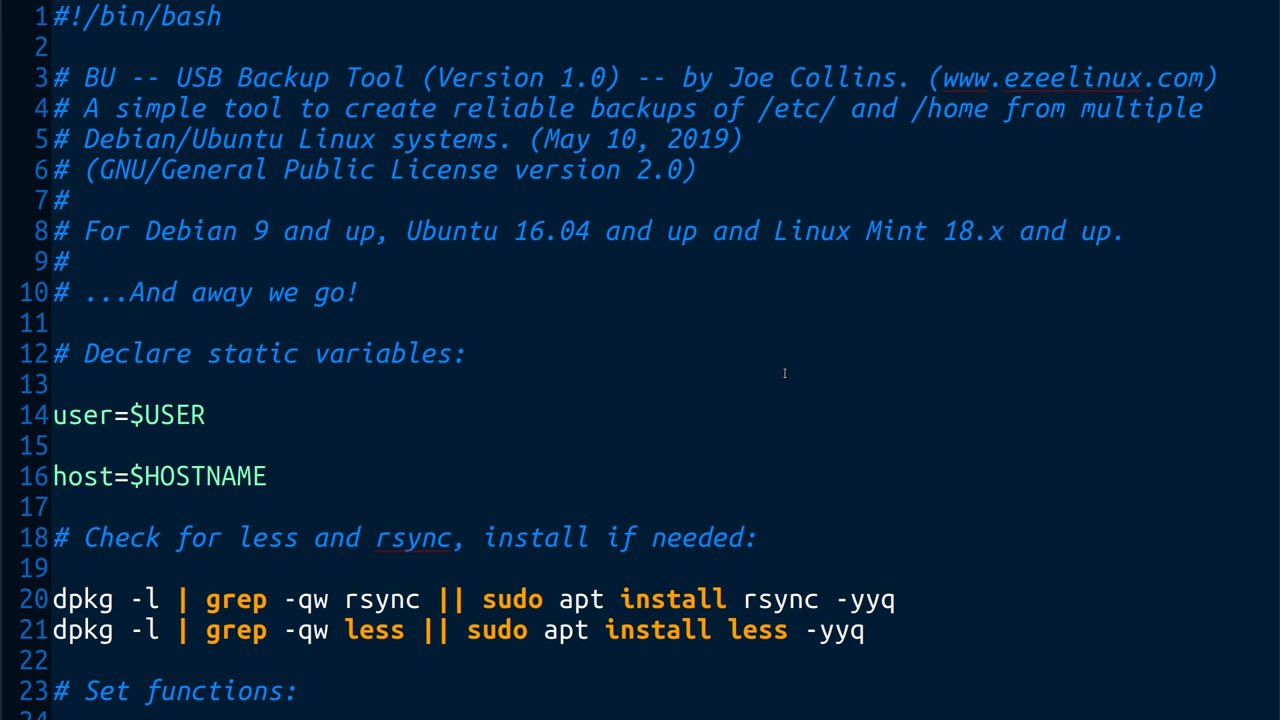 1#!/bin/bash
2
3# BU -- USB Backup Tool (Version 1.0) -- by Joe Collins. (www.ezeelinux.com)
4# A simple tool to create reliable backups of /etc/ and /home from multiple
5# Debian/Ubuntu Linux systems. (May 10, 2019)
6# (GNU/General Public License version 2.0)
7#
8# For Debian 9 and up, Ubuntu 16.04 and up and Linux Mint 18.x and up.
9#
10# ...And away we go!
11
12# Declare static variables:
13
14user=$USER
15
16host=$HOSTNAME
17
18# Check for less and rsync, install if needed:
19
20dpkg -l | grep -qw rsync || sudo apt install rsync -yyq
21dpkg -l | grep -qw less || sudo apt install less -yyq
22
23# Set functions:
24